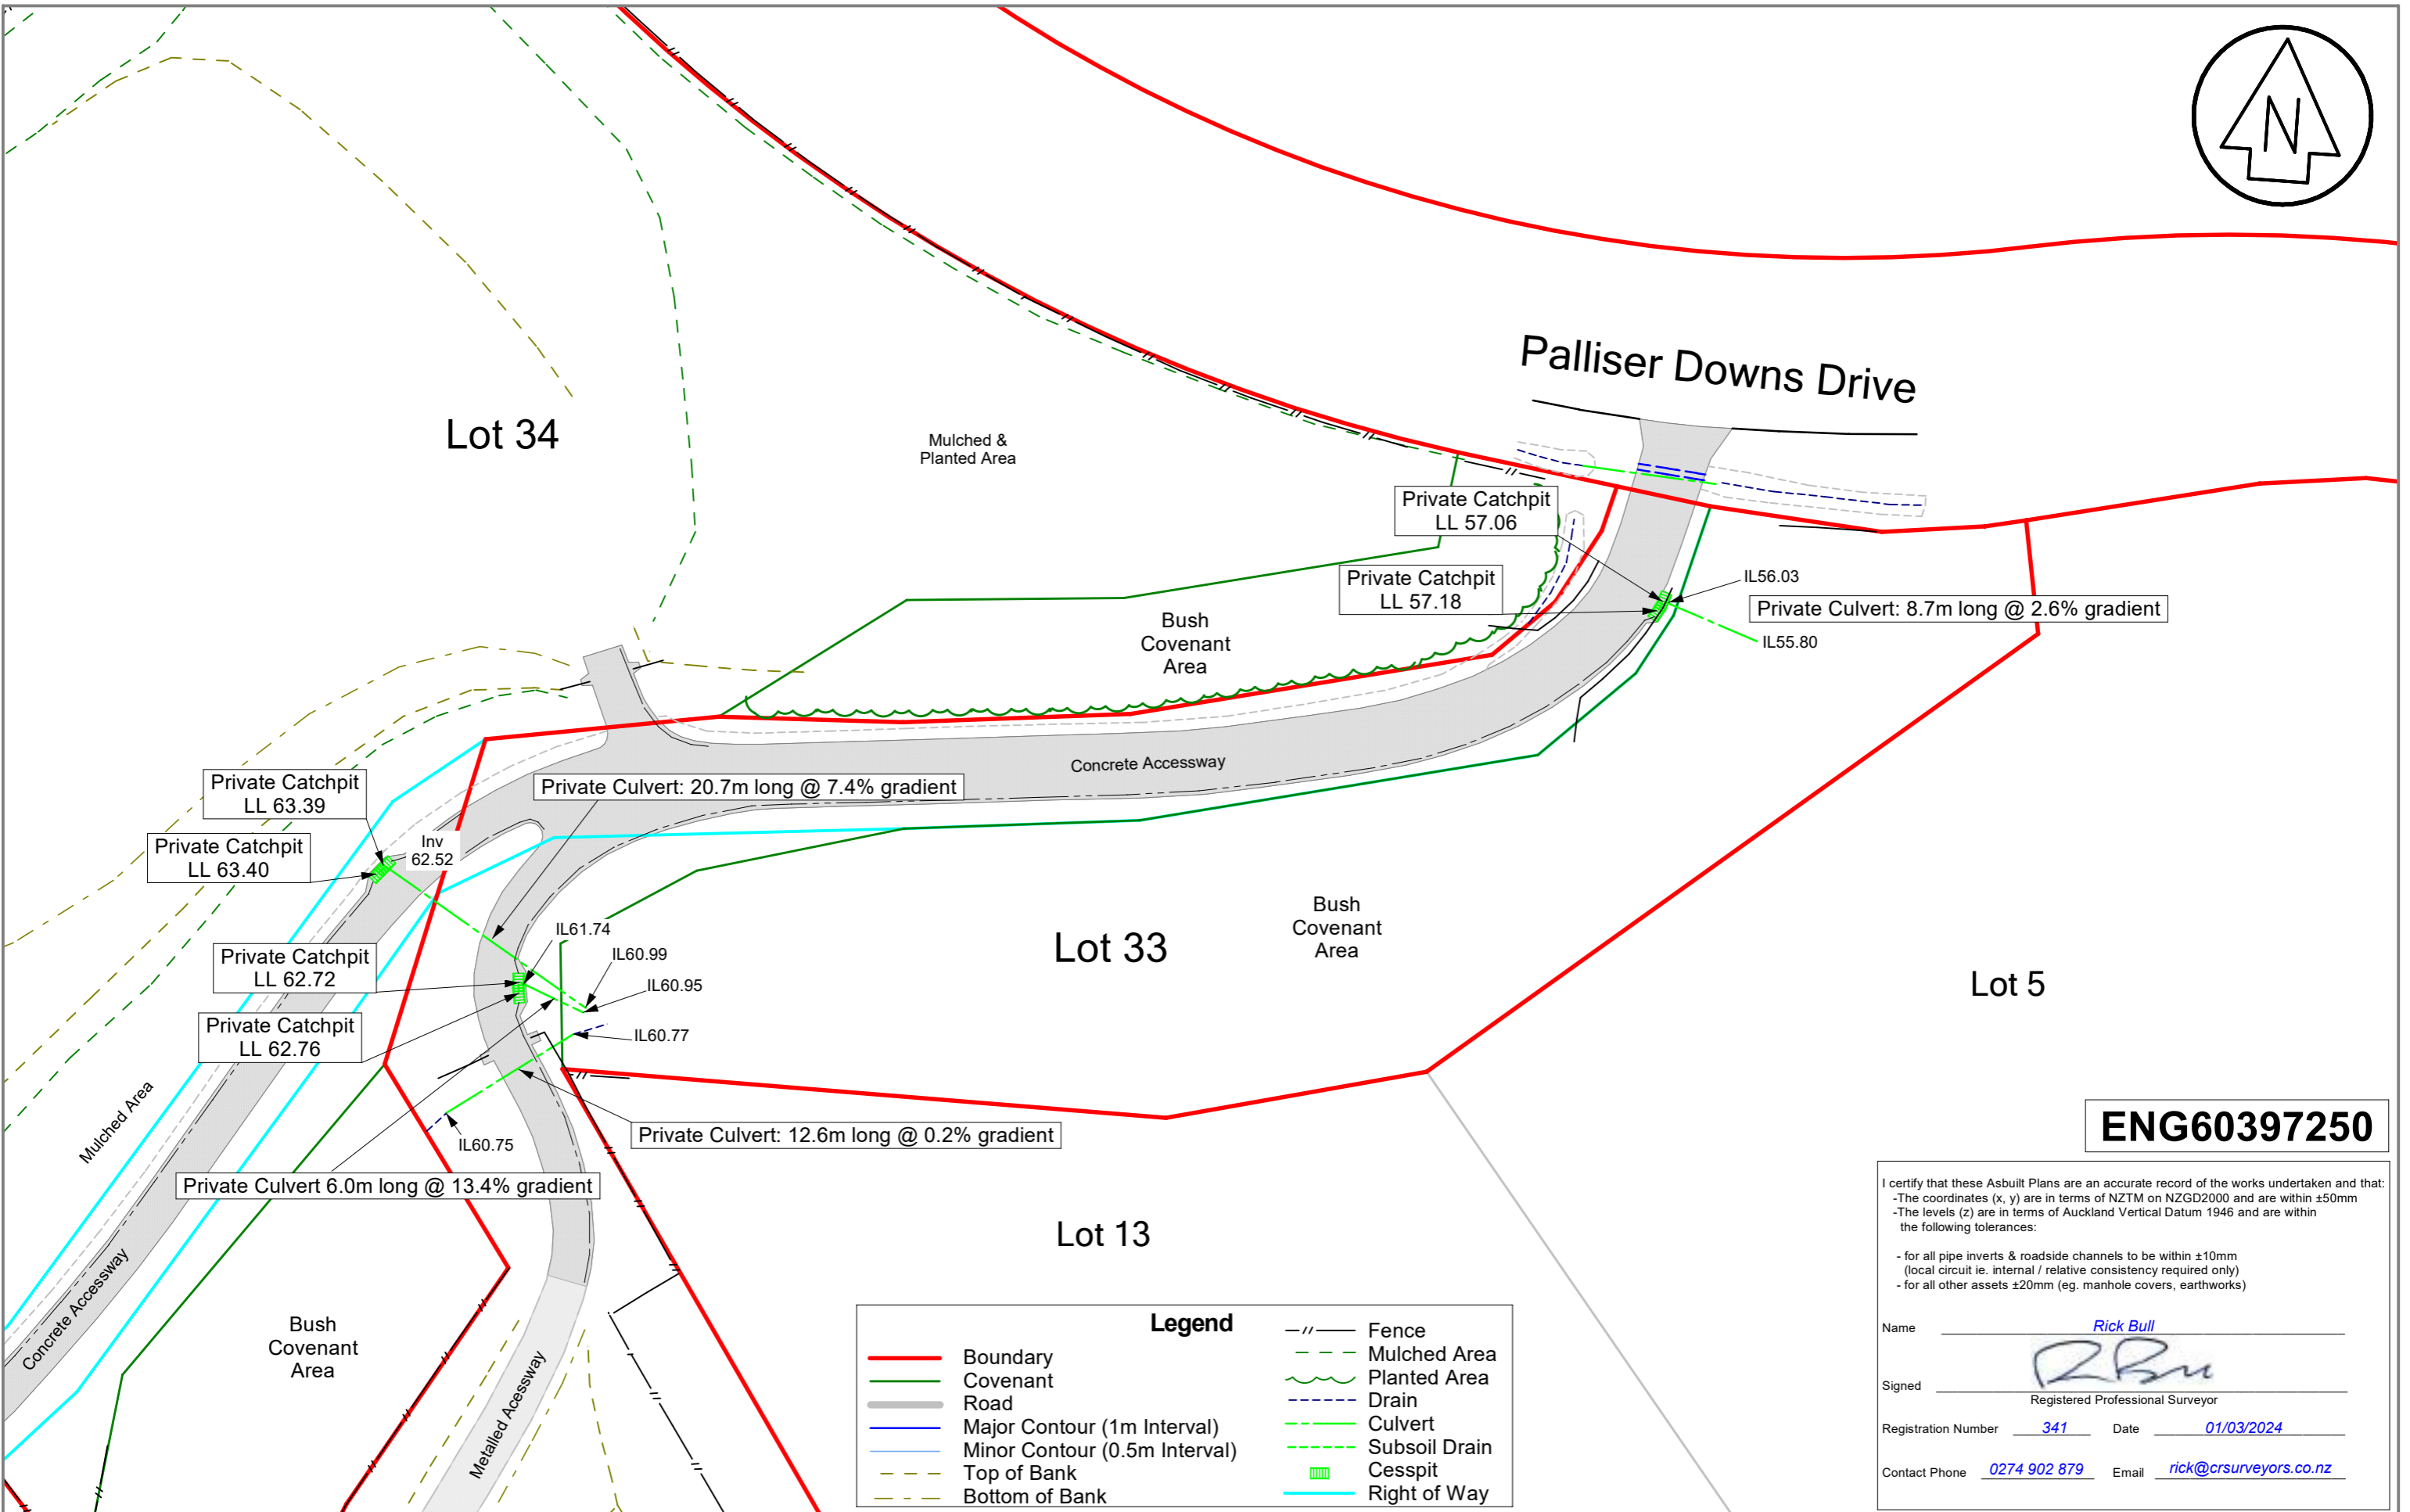 N
Palliser Downs Drive
Lot 34
Mulched &
Planted Area
Private Catchpit
LL 57.06
Private Catchpit
LL 57.18
IL56.03
Private Culvert: 8.7m long @ 2.6% gradient
IL55.80
Bush
Covenant
Area
Concrete Accessway
Private Catchpit
LL 63.39
Private Culvert: 20.7m long @ 7.4% gradient
Private Catchpit
LL 63.40
Inv
62.52
Private Catchpit
LL 62.72
IL61.74
IL60.99
IL60.95
Private Catchpit
LL 62.76
IL60.77
Lot 33
Bush
Covenant
Area
Lot 5
Mulched Area
IL60.75
Private Culvert: 12.6m long @ 0.2% gradient
Private Culvert 6.0m long @ 13.4% gradient
Lot 13
Concrete Accessway
Bush
Covenant
Area
Metalled Accessway
Legend
Boundary
Covenant
Road
Major Contour (1m Interval)
Minor Contour (0.5m Interval)
Top of Bank
Bottom of Bank
Fence
Mulched Area
Planted Area
Drain
Culvert
Subsoil Drain
Cesspit
Right of Way
ENG60397250
I certify that these Asbuilt Plans are an accurate record of the works undertaken and that:
-The coordinates (x, y) are in terms of NZTM on NZGD2000 and are within ±50mm
-The levels (z) are in terms of Auckland Vertical Datum 1946 and are within
the following tolerances:
- for all pipe inverts & roadside channels to be within ±10mm
(local circuit ie. internal / relative consistency required only)
- for all other assets ±20mm (eg. manhole covers, earthworks)
Name Rick Bull
Signed
Registered Professional Surveyor
Registration Number 341 Date 01/03/2024
Contact Phone 0274 902 879 Email rick@crsurveyors.co.nz